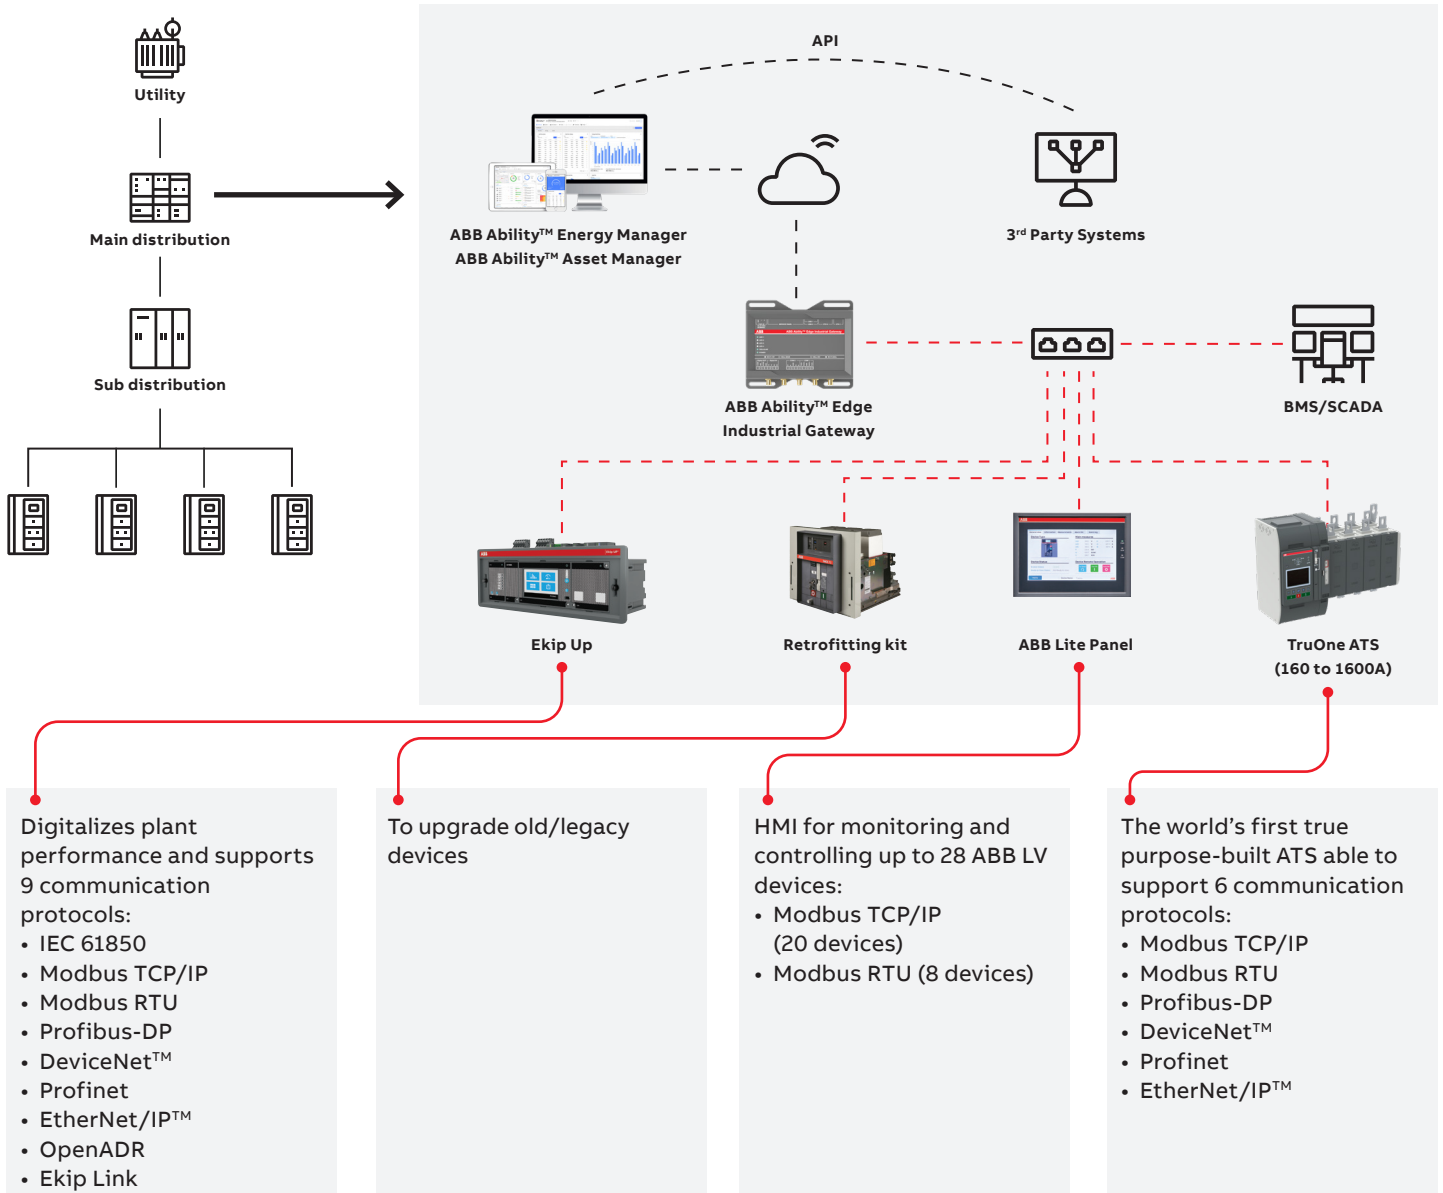 Utility
Main distribution
Sub distribution
API
ABB Ability™ Energy Manager
ABB Ability™ Asset Manager
3rd Party Systems
ABB Ability™ Edge
Industrial Gateway
BMS/SCADA
Ekip Up
Retrofitting kit
ABB Lite Panel
TruOne ATS
(160 to 1600A)
Digitalizes plant
performance and supports
9 communication
protocols:
• IEC 61850
• Modbus TCP/IP
• Modbus RTU
• Profibus-DP
• DeviceNet™
• Profinet
• EtherNet/IP™
• OpenADR
• Ekip Link
To upgrade old/legacy
devices
HMI for monitoring and
controlling up to 28 ABB LV
devices:
• Modbus TCP/IP
(20 devices)
• Modbus RTU (8 devices)
The world’s first true
purpose-built ATS able to
support 6 communication
protocols:
• Modbus TCP/IP
• Modbus RTU
• Profibus-DP
• DeviceNet™
• Profinet
• EtherNet/IP™